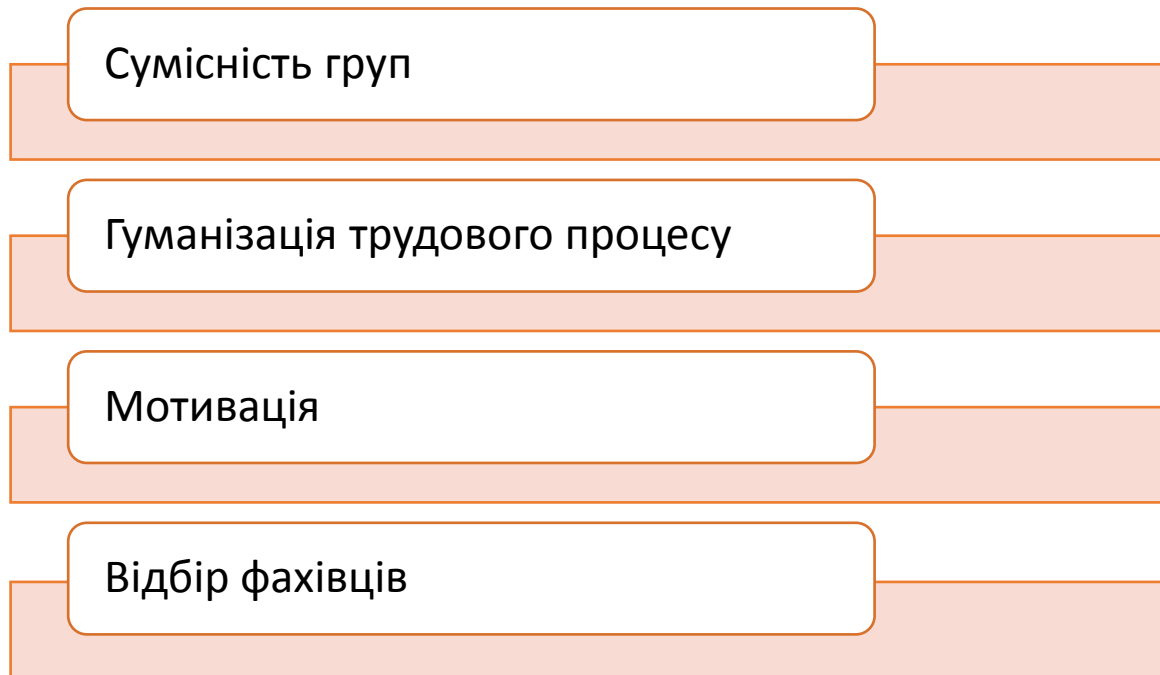 Сумісність груп
Гуманізація трудового процесу
Мотивація
Відбір фахівців